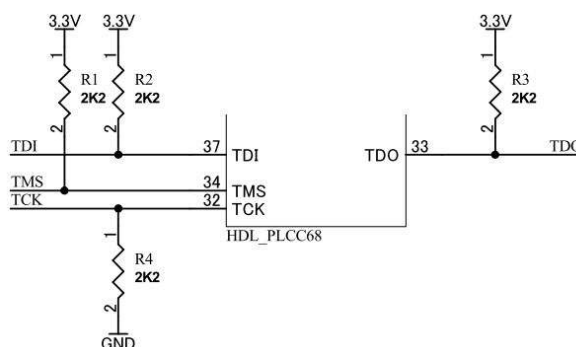 3.3V 3.3V 3.3V
1 1 1
R1 R2 R3
2K2 2K2 2K2
2 2 2
TDI 37 TDI TDO 33 TDO
TMS 34 TMS
TCK 32 TCK
HDL_PLCC68
1
R4
2K2
2
GND